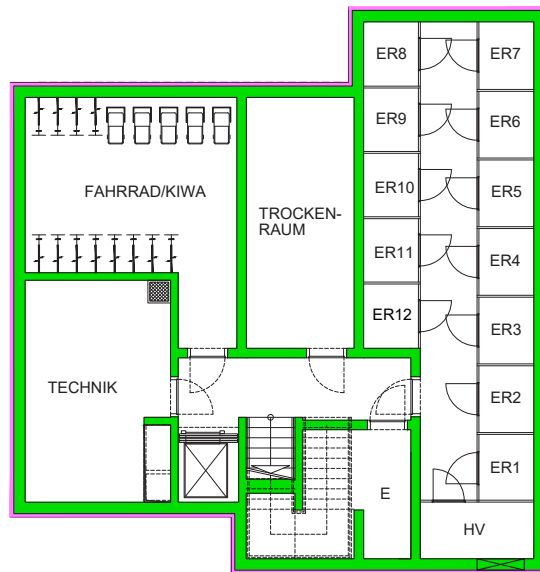 ER8
ER7
ER9
ER6
FAHRRAD/KIWA
ER10
ER5
TROCKEN-
RAUM
ER11
ER4
ER12
ER3
TECHNIK
ER2
ER1
E
HV